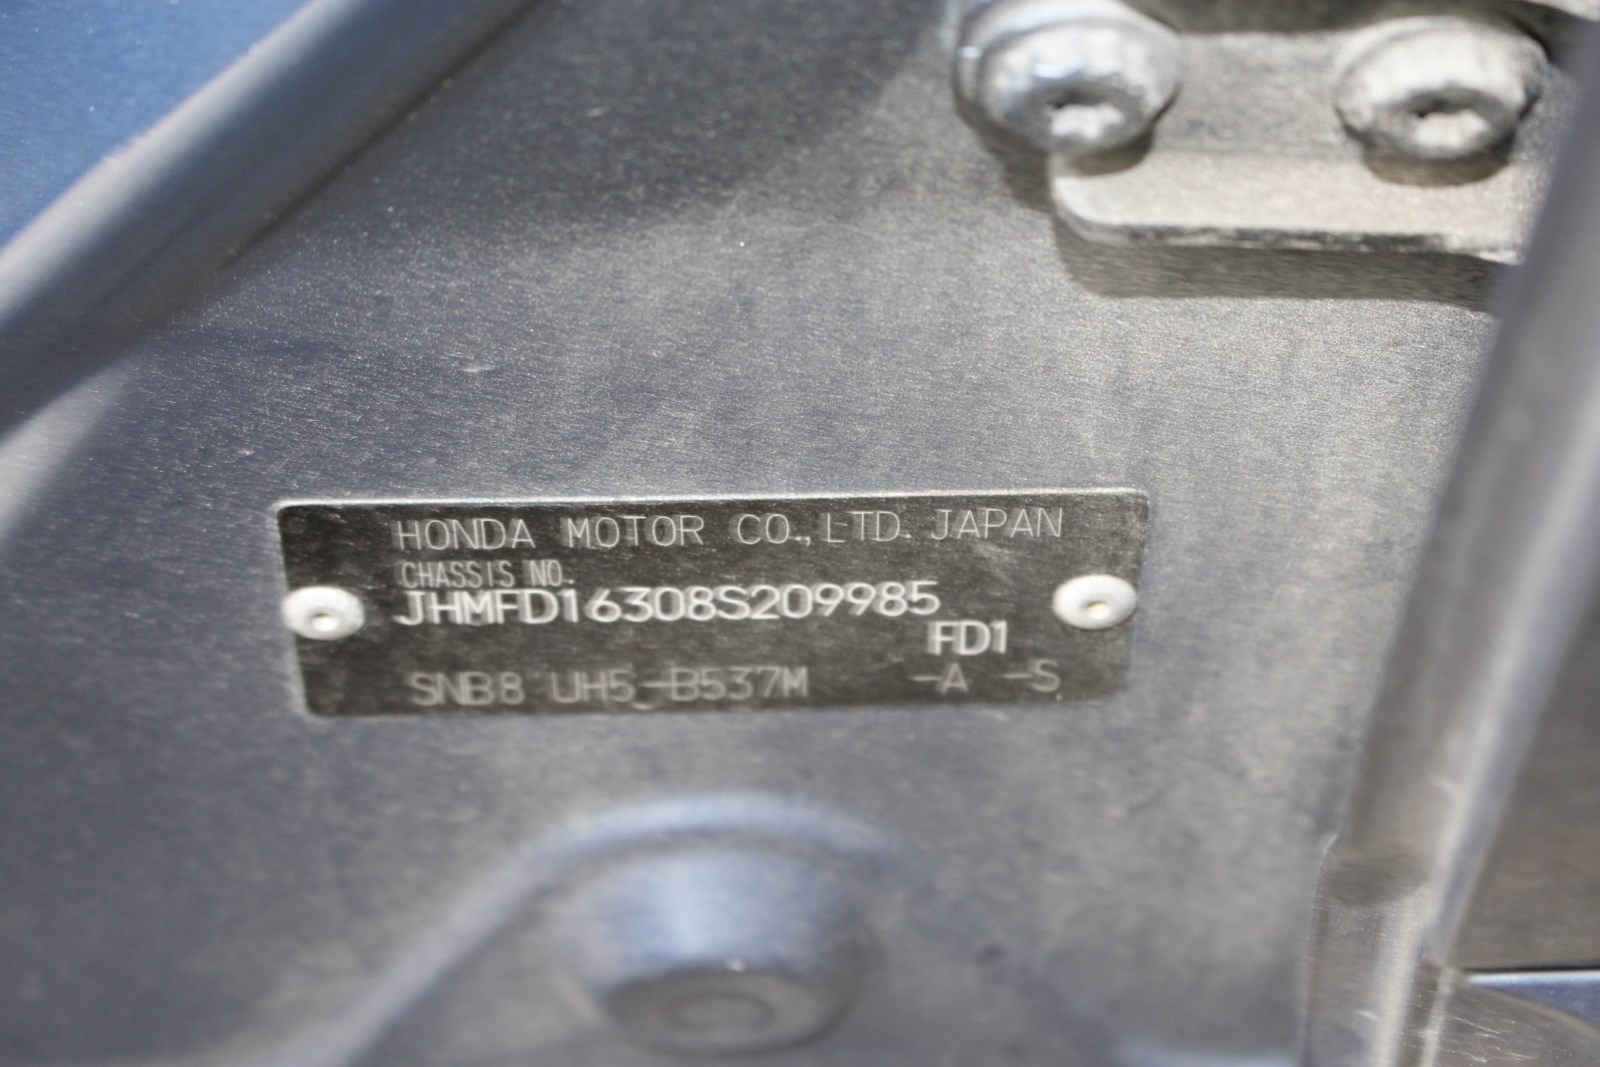 HONDA MOTOR CO.,LTD. JAPAN
CHASSIS NO.
JHMFD16308S209985
FD1
SNB8 UH5-B537M -A -S